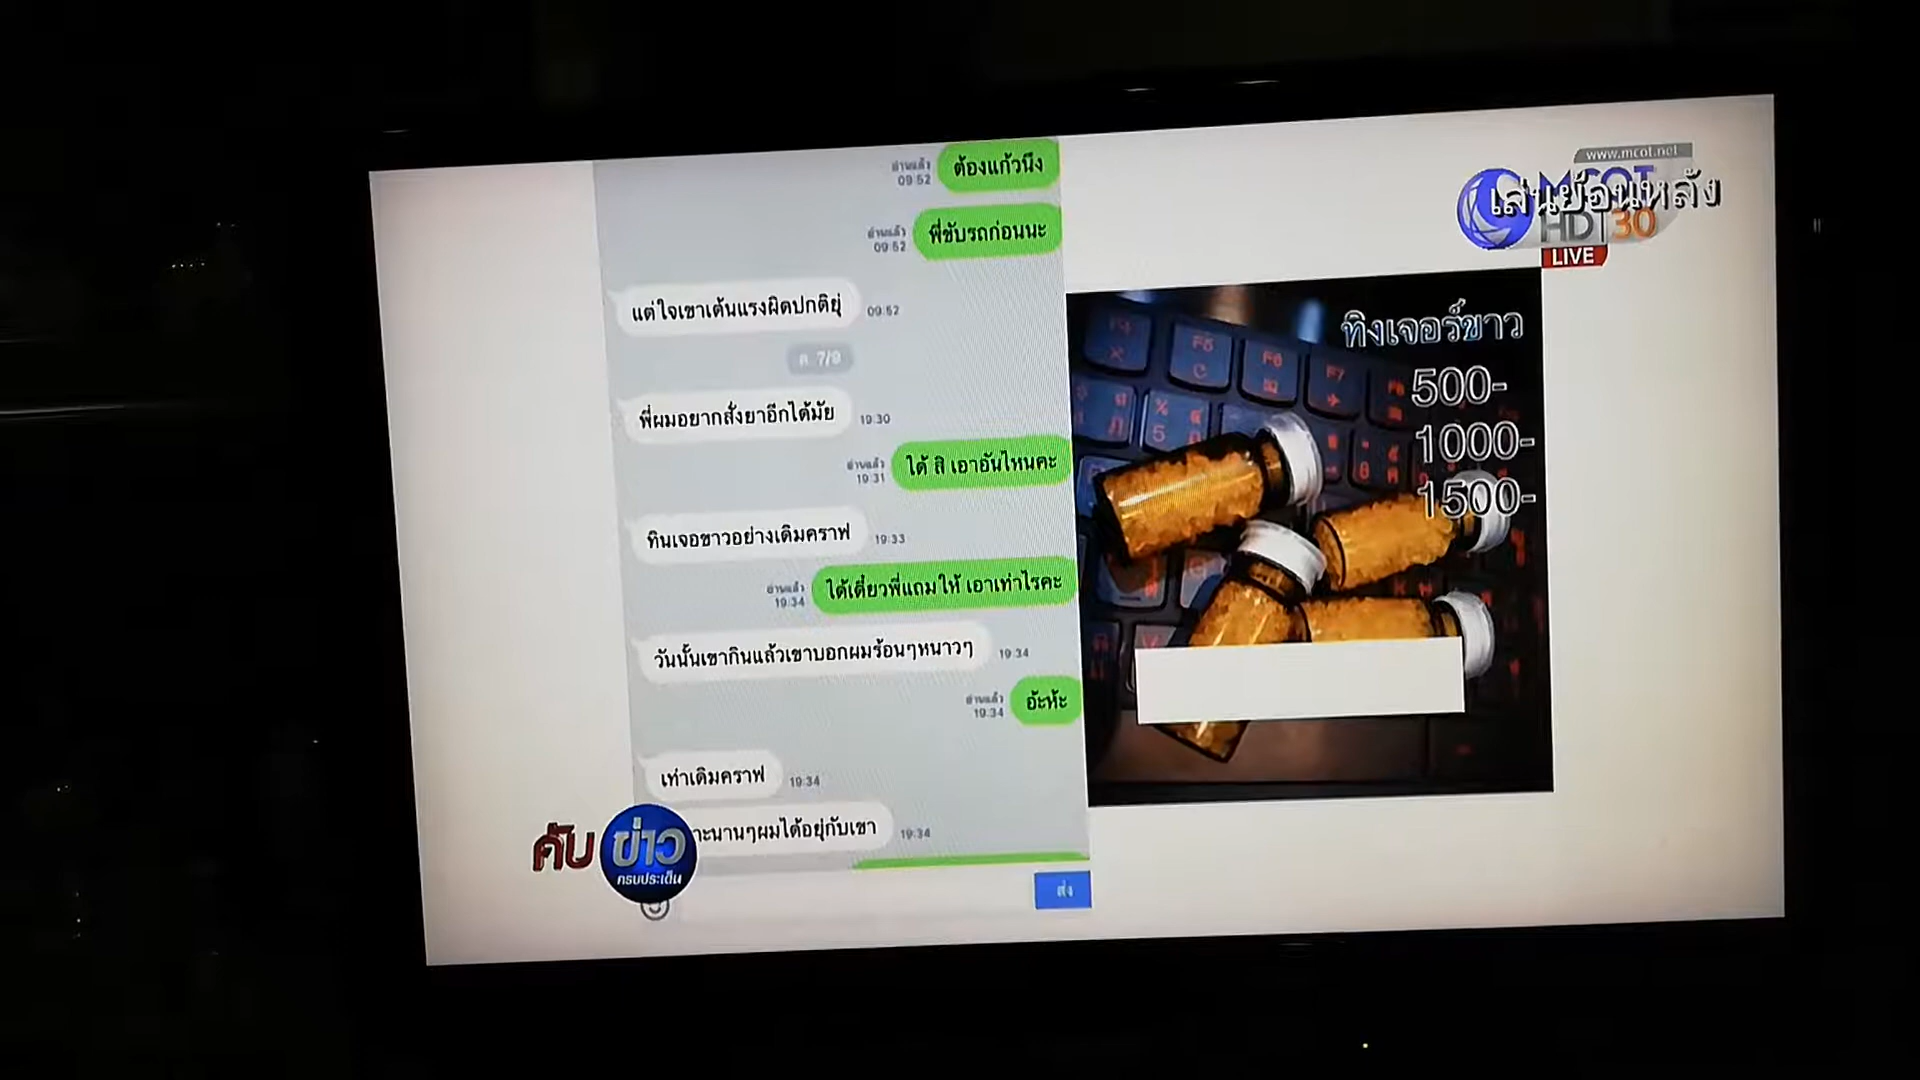 อ่านแล้ว
09:52
ต้องแก้วนึง
อ่านแล้ว
09:52
พี่ขับรถก่อนนะ
แต่ใจเขาเต้นแรงผิดปกติยุ่
09:52
ศ. 7/9
พี่ผมอยากสั่งยาอีกได้มัย
19:30
อ่านแล้ว
19:31
ได้ สิ เอาอันไหนคะ
ทินเจอขาวอย่างเดิมคราฟ
19:33
อ่านแล้ว
19:34
ได้เดี๋ยวพี่แถมให้ เอาเท่าไรคะ
วันนั้นเขากินแล้วเขาบอกผมร้อนๆหนาวๆ
19:34
อ่านแล้ว
19:34
อ้ะห้ะ
เท่าเดิมคราฟ
19:34
าะนานๆผมได้อยุ่กับเขา
19:34
ส่ง
คับ ข่าว
ครบประเด็น
www.mcot.net
MCOT
เล่นย้อนหลัง
HD 30
LIVE
ทิงเจอร์ขาว
500-
1000-
1500-
F5
F6
F7
5